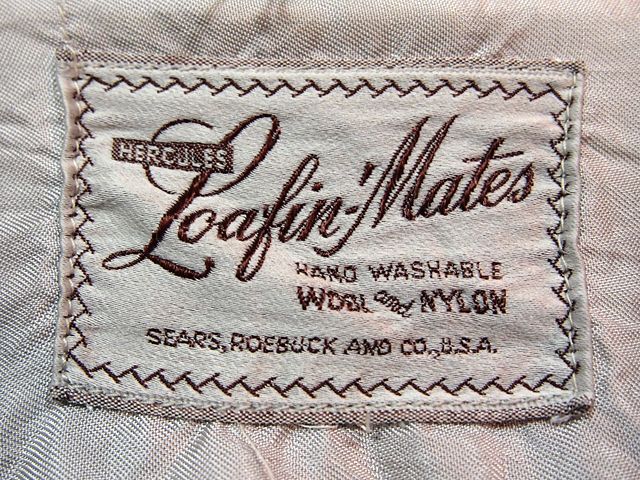 HERCULES
Loafin-'Mates
HAND WASHABLE
WOOL and NYLON
SEARS, ROEBUCK AND CO., U.S.A.